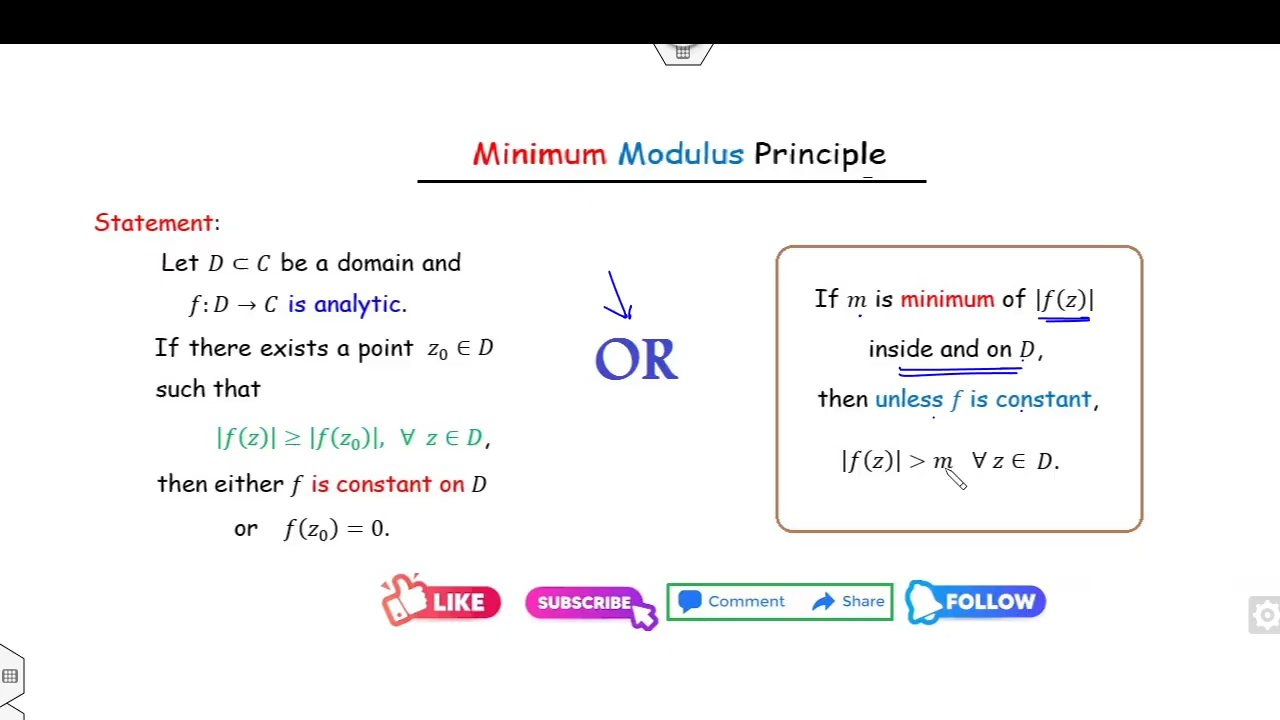 Minimum Modulus Principle
Statement:
Let D ⊂ C be a domain and
f: D → C is analytic.
If there exists a point z₀ ∈ D
such that
|f(z)| ≥ |f(z₀)|, ∀ z ∈ D,
then either f is constant on D
or f(z₀) = 0.
OR
If m is minimum of |f(z)|
inside and on D,
then unless f is constant,
|f(z)| > m ∀ z ∈ D.
LIKE
SUBSCRIBE
Comment Share
FOLLOW